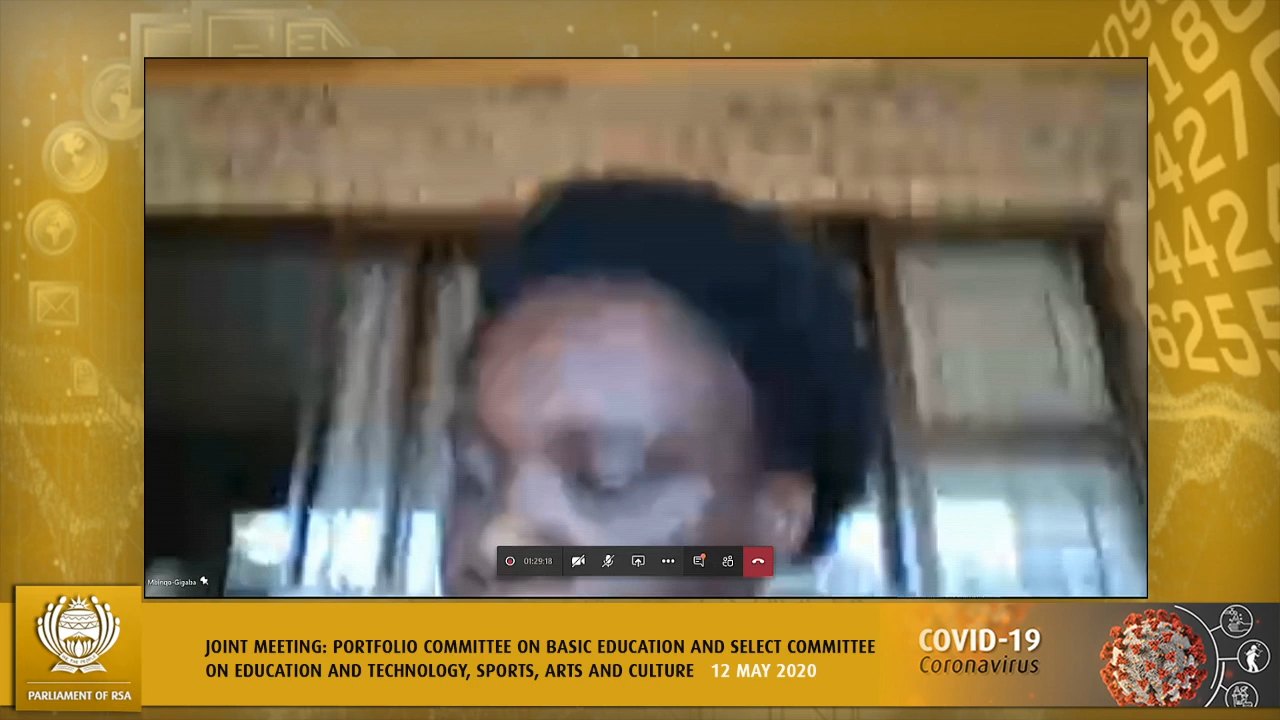 Mbinqo-Gigaba
01:29:18
JOINT MEETING: PORTFOLIO COMMITTEE ON BASIC EDUCATION AND SELECT COMMITTEE
ON EDUCATION AND TECHNOLOGY, SPORTS, ARTS AND CULTURE 12 MAY 2020
PARLIAMENT OF RSA
COVID-19
Coronavirus